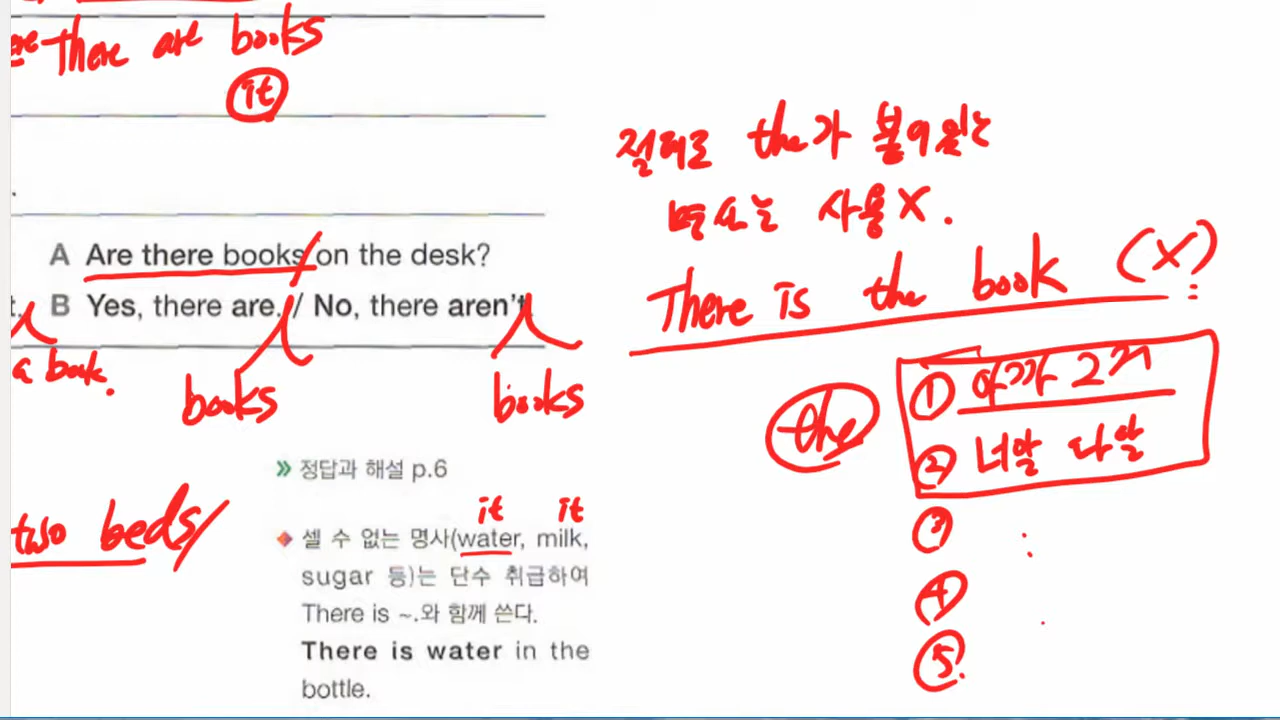 there are books
it
절대로 the가 붙어있는
명사는 사용X.
A Are there books/on the desk?
There is the book (X)
B Yes, there are. / No, there aren't.
a book.
books
books
the
① 아까 그거
② 너알 나알
③
④
⑤
» 정답과 해설 p.6
two beds/
it it
셀 수 없는 명사(water, milk,
sugar 등)는 단수 취급하여
There is ~.와 함께 쓴다.
There is water in the
bottle.